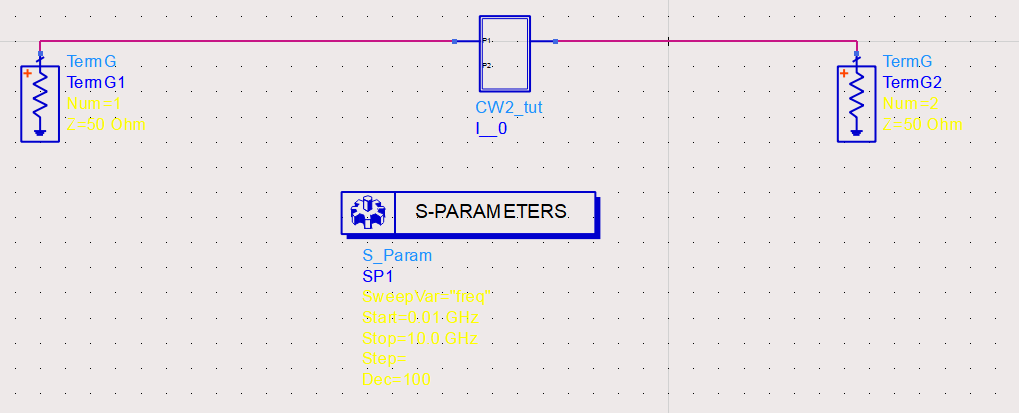 P1
P2
TermG
TermG1
Num=1
Z=50 Ohm
CW2_tut
I__0
TermG
TermG2
Num=2
Z=50 Ohm
S-PARAMETERS
S_Param
SP1
SweepVar="freq"
Start=0.01 GHz
Stop=10.0 GHz
Step=
Dec=100